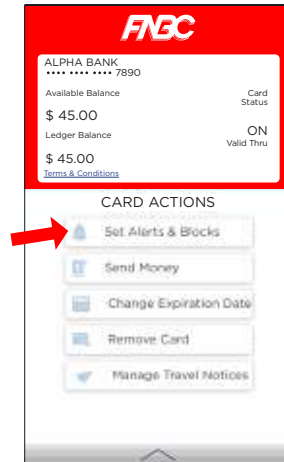 FNBC
ALPHA BANK
•••• •••• •••• 7890
Available Balance
Card
Status
$ 45.00
Ledger Balance
ON
Valid Thru
$ 45.00
Terms & Conditions
CARD ACTIONS
Set Alerts & Blocks
Send Money
Change Expiration Date
Remove Card
Manage Travel Notices